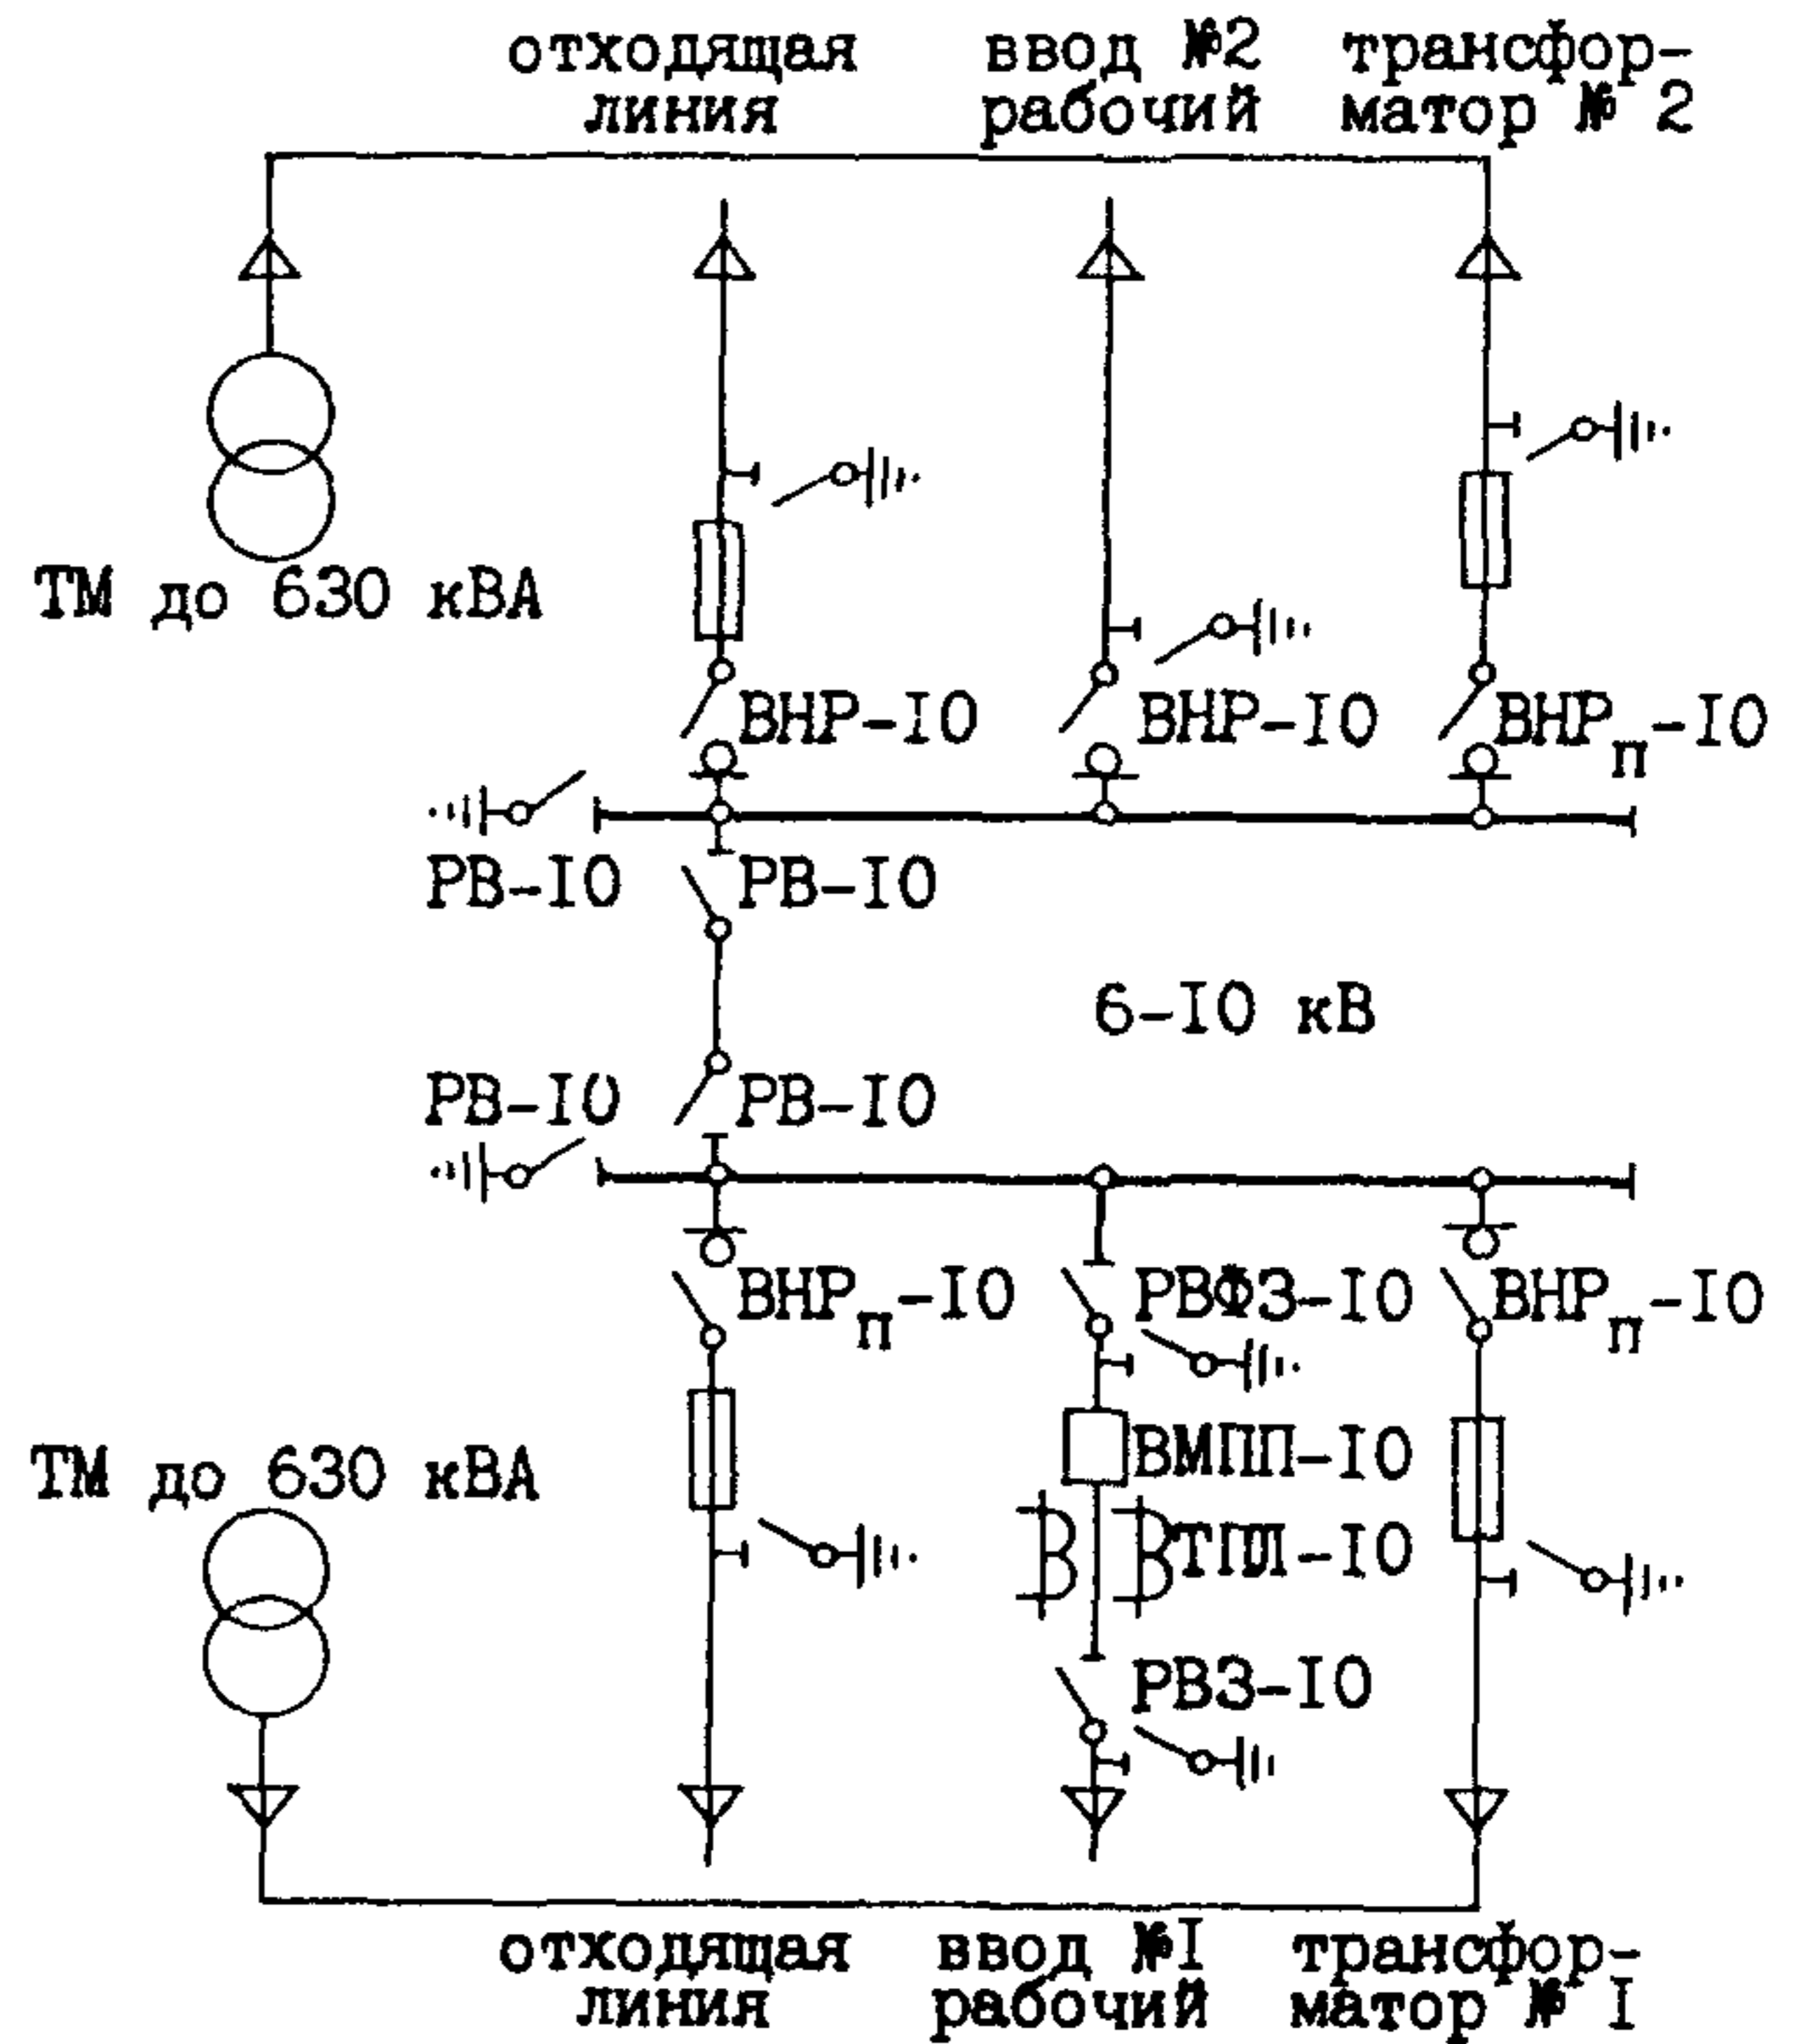 отходящая ввод №2 трансфор-
линия рабочий матор № 2
ТМ до 630 кВА
ВНР-10 ВНР-10 ВНРп-10
РВ-10 РВ-10
6-10 кВ
РВ-10 РВ-10
ВНРп-10 РВФЗ-10 ВНРп-10
ТМ до 630 кВА ВМПП-10
ТПЛ-10
РВЗ-10
отходящая ввод №1 трансфор-
линия рабочий матор № 1